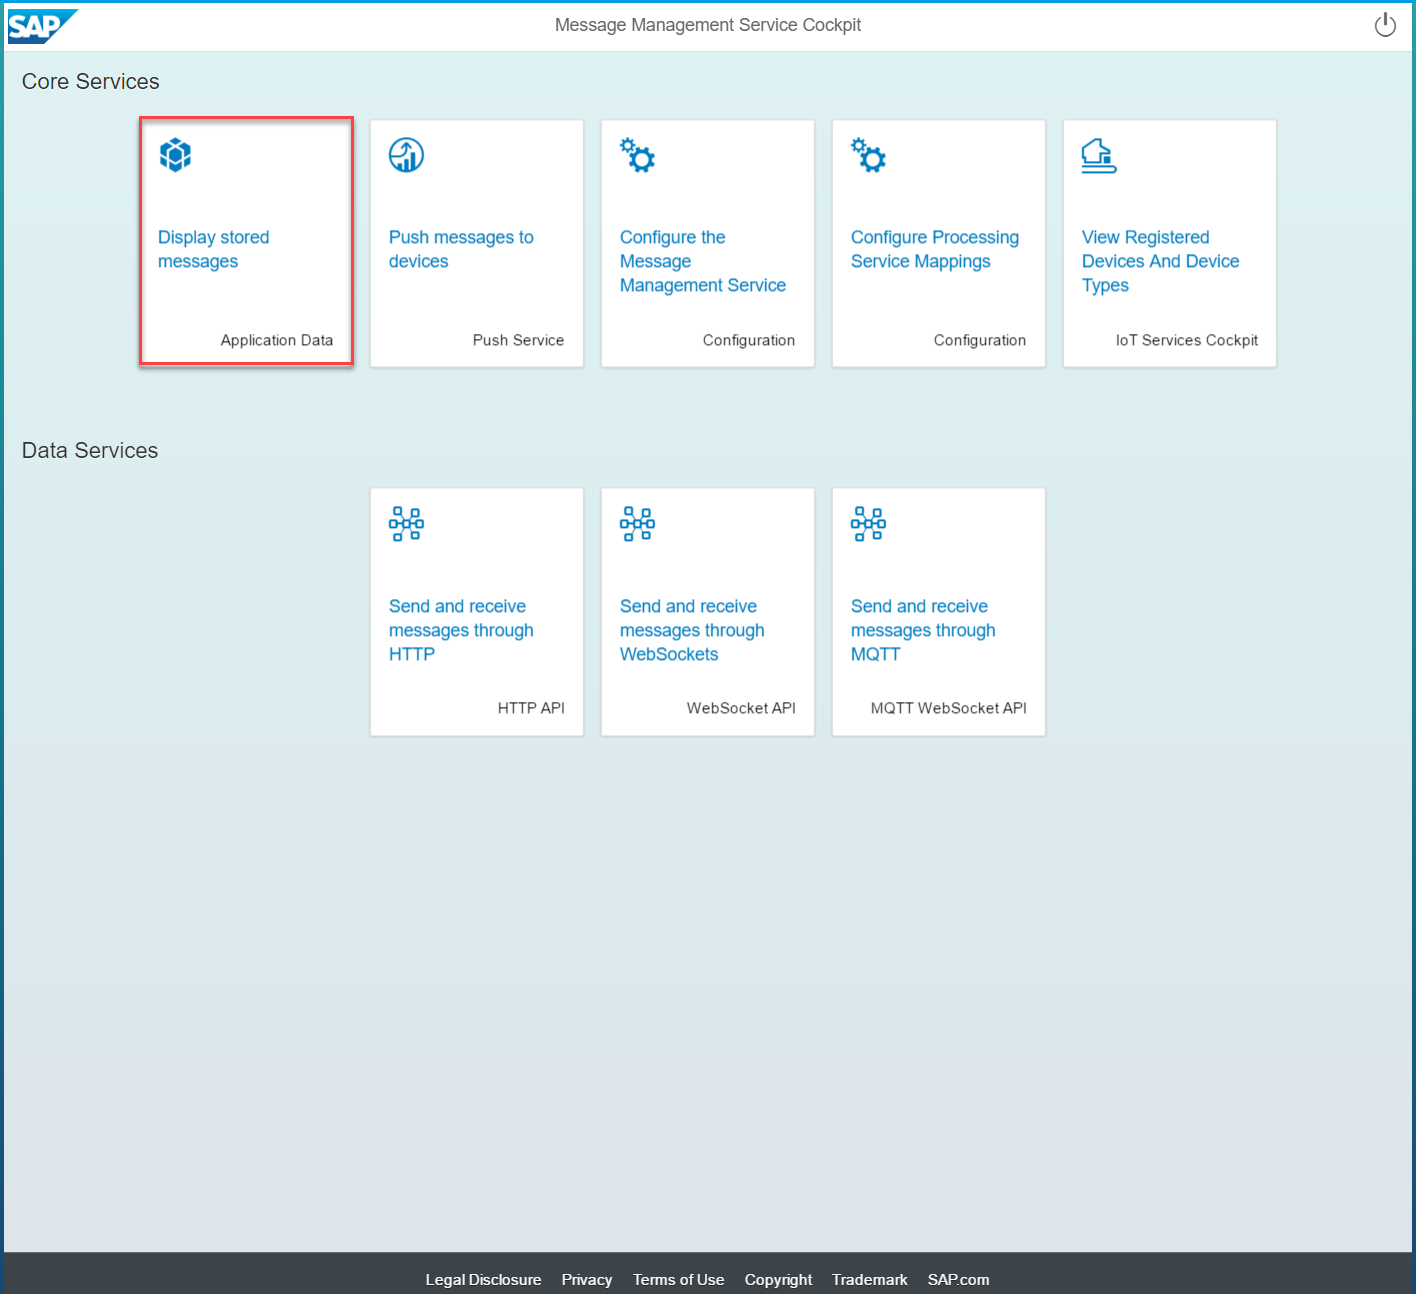 SAP
Message Management Service Cockpit
Core Services
Display stored
messages
Application Data
Push messages to
devices
Push Service
Configure the
Message
Management Service
Configuration
Configure Processing
Service Mappings
Configuration
View Registered
Devices And Device
Types
IoT Services Cockpit
Data Services
Send and receive
messages through
HTTP
HTTP API
Send and receive
messages through
WebSockets
WebSocket API
Send and receive
messages through
MQTT
MQTT WebSocket API
Legal Disclosure Privacy Terms of Use Copyright Trademark SAP.com